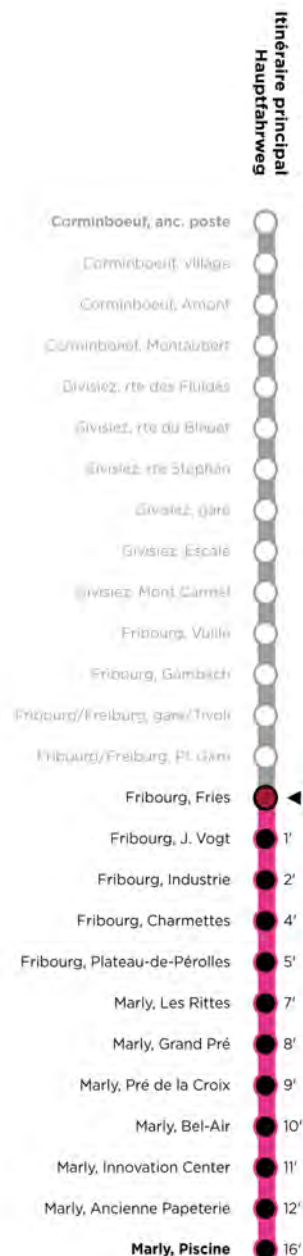 Itinéraire principal
Hauptfahrweg
Corminboeuf, anc. poste
Corminboeuf, village
Corminboeuf, Amont
Corminboeuf, Montaubert
Givisiez, rte des Fluides
Givisiez, rte du Bleuet
Givisiez, rte Stephan
Givisiez, gare
Givisiez, Escale
Givisiez, Mont Carmel
Fribourg, Vuille
Fribourg, Gambach
Fribourg/Freiburg, gare/Tivoli
Fribourg/Freiburg, Pl. Gare
Fribourg, Fries
Fribourg, J. Vogt 1'
Fribourg, Industrie 2'
Fribourg, Charmettes 4'
Fribourg, Plateau-de-Pérolles 5'
Marly, Les Rittes 7'
Marly, Grand Pré 8'
Marly, Pré de la Croix 9'
Marly, Bel-Air 10'
Marly, Innovation Center 11'
Marly, Ancienne Papeterie 12'
Marly, Piscine 16'